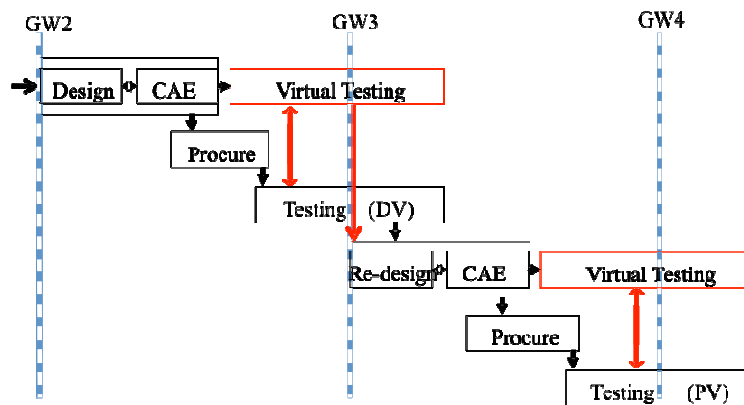 GW2 GW3 GW4
Design CAE Virtual Testing
Procure
Testing (DV)
Re-design CAE Virtual Testing
Procure
Testing (PV)